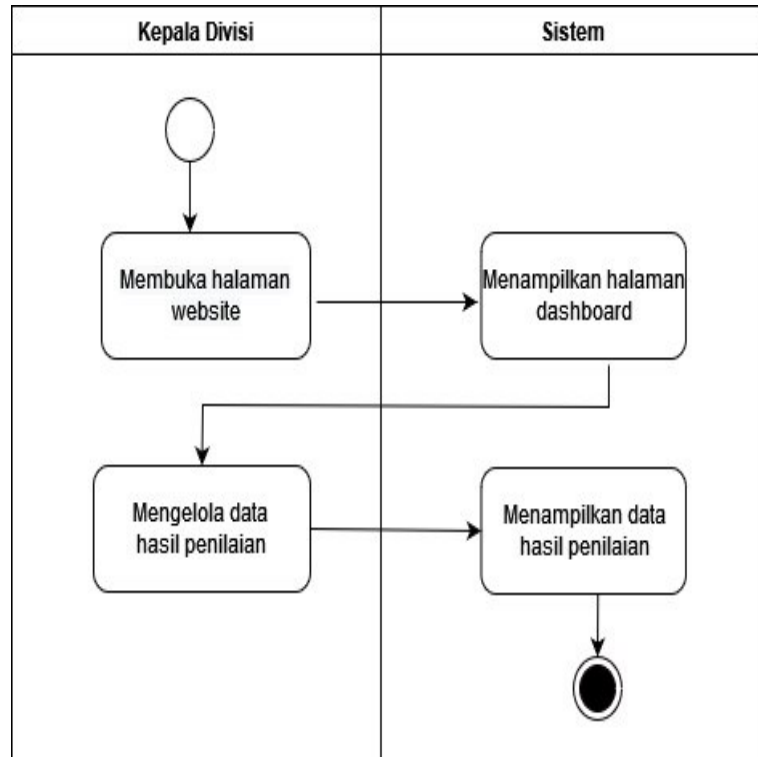 Kepala Divisi
Sistem
Membuka halaman
website
Menampilkan halaman
dashboard
Mengelola data
hasil penilaian
Menampilkan data
hasil penilaian